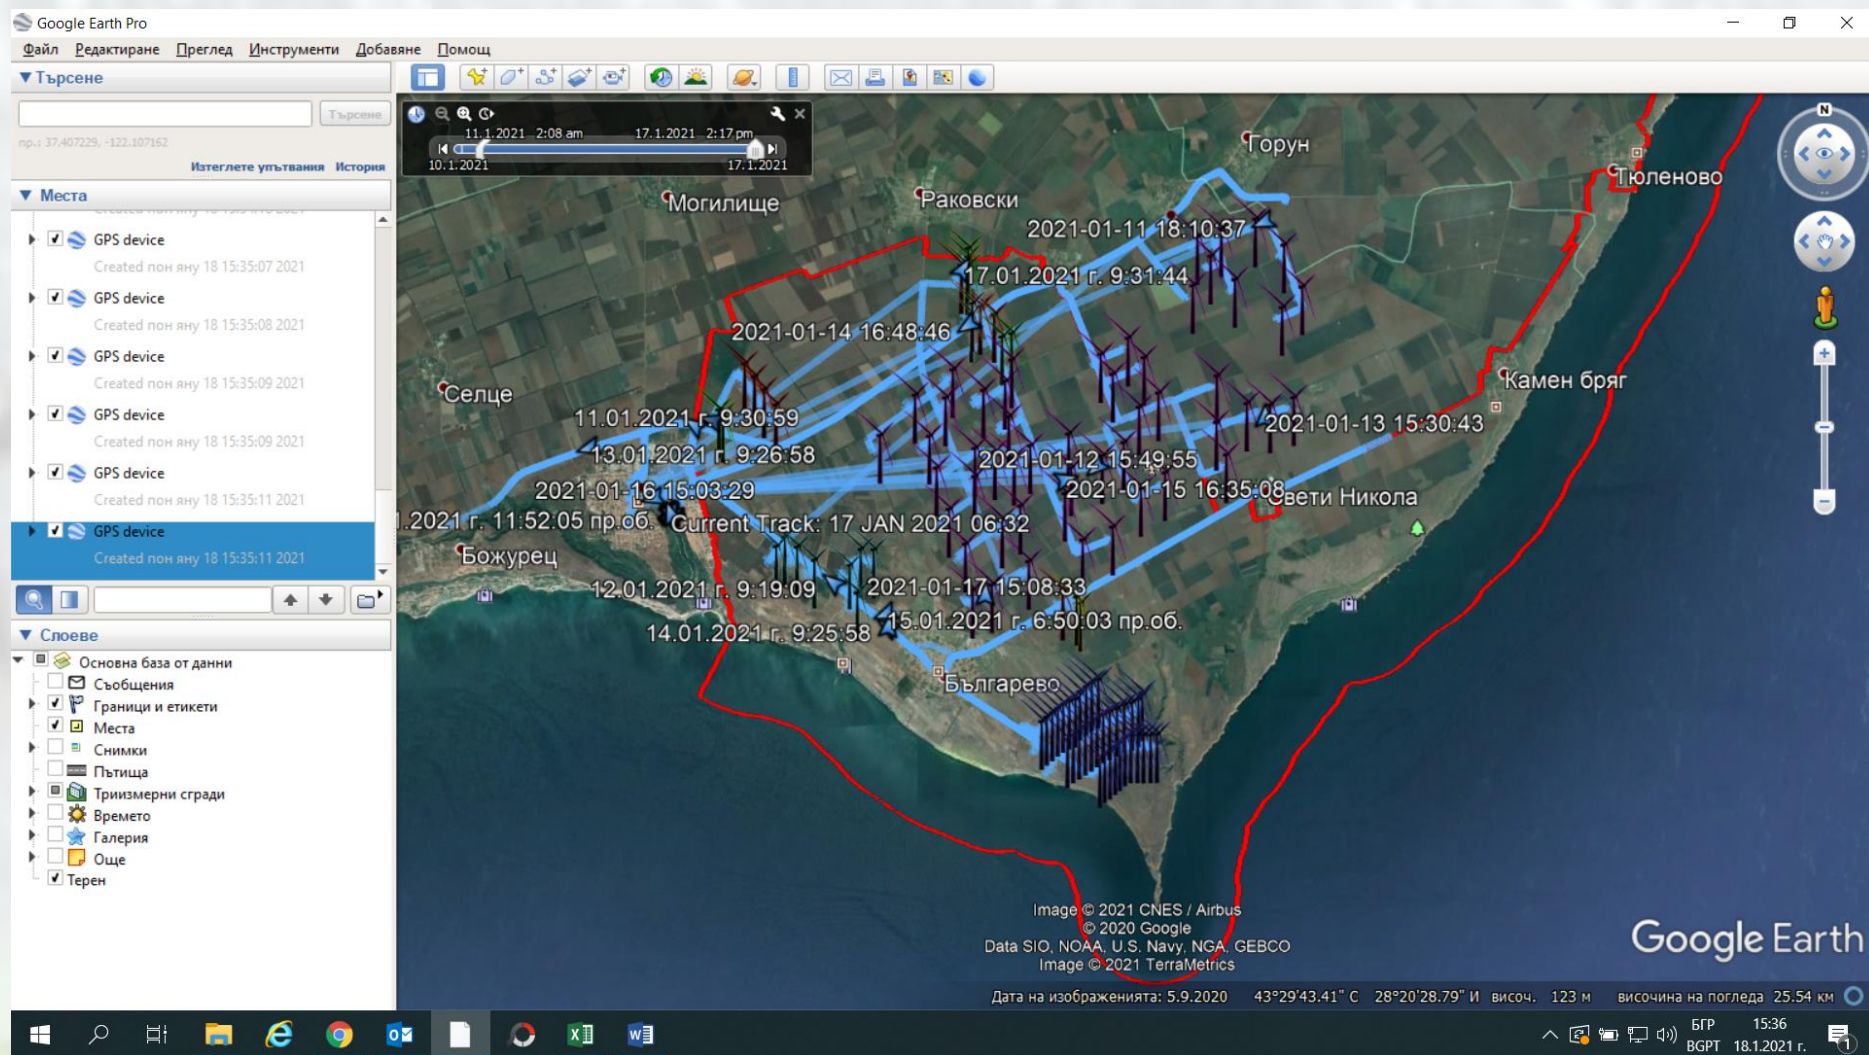 Google Earth Pro
Файл Редактиране Преглед Инструменти Добавяне Помощ
Търсене
Търсене
пр.: 37.407229, -122.107162
Изтеглете упътвания История
Места
GPS device
Created пон яну 18 15:35:07 2021
GPS device
Created пон яну 18 15:35:08 2021
GPS device
Created пон яну 18 15:35:09 2021
GPS device
Created пон яну 18 15:35:09 2021
GPS device
Created пон яну 18 15:35:11 2021
GPS device
Created пон яну 18 15:35:11 2021
Слоеве
Основна база от данни
Съобщения
Граници и етикети
Места
Снимки
Пътища
Триизмерни сгради
Времето
Галерия
Още
Терен
11.1.2021 2:08 am 17.1.2021 2:17 pm
10.1.2021 17.1.2021
N
Горун
Тюленово
Могилище
Раковски
2021-01-11 18:10:37
17.01.2021 г. 9:31:44
2021-01-14 16:48:46
Камен бряг
Селце
11.01.2021 г. 9:30:59
2021-01-13 15:30:43
13.01.2021 г. 9:26:58
2021-01-12 15:49:55
2021-01-16 15:03:29
2021-01-15 16:35:08
Свети Никола
1.2021 г. 11:52:05 пр.об.
Current Track: 17 JAN 2021 06:32
Божурец
12.01.2021 г. 9:19:09
2021-01-17 15:08:33
14.01.2021 г. 9:25:58
15.01.2021 г. 6:50:03 пр.об.
Българево
Image © 2021 CNES / Airbus
© 2020 Google
Data SIO, NOAA, U.S. Navy, NGA, GEBCO
Image © 2021 TerraMetrics
Google Earth
Дата на изображенията: 5.9.2020 43°29'43.41" С 28°20'28.79" И височ. 123 м височина на погледа 25.54 км
БГР 15:36
BGPT 18.1.2021 г.
1